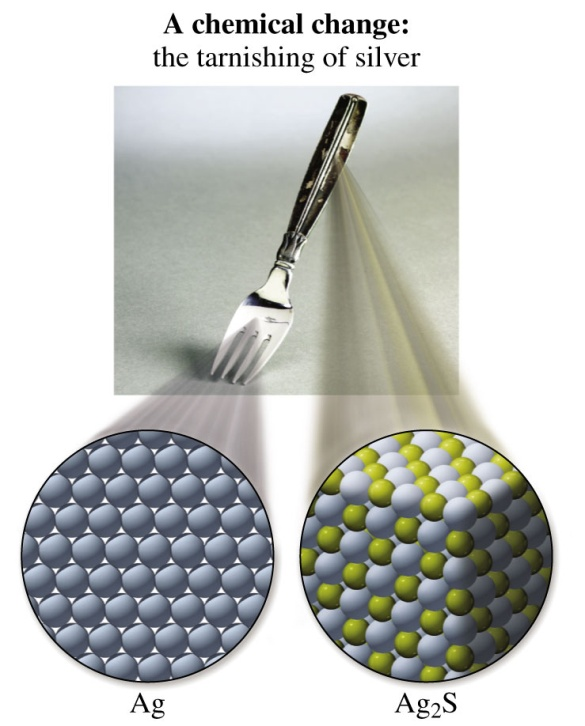 A chemical change:
the tarnishing of silver
Ag
Ag₂S